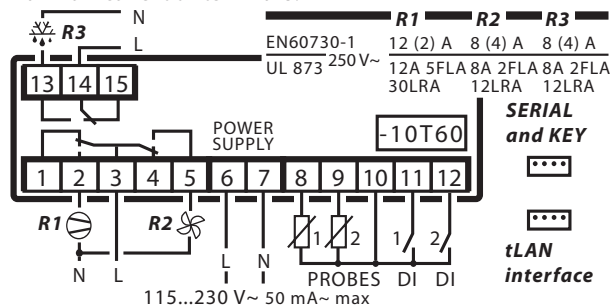 N
R3
L
R1 R2 R3
EN60730-1 250 V~ 12 (2) A 8 (4) A 8 (4) A
UL 873 12A 5FLA 8A 2FLA 8A 2FLA
30LRA 12LRA 12LRA
13 14 15
SERIAL
and KEY
POWER
SUPPLY
-10T60
1 2 3 4 5 6 7 8 9 10 11 12
R1 R2
1 2 1 2
L N
N L
PROBES DI DI
115...230 V~ 50 mA~ max
tLAN
interface